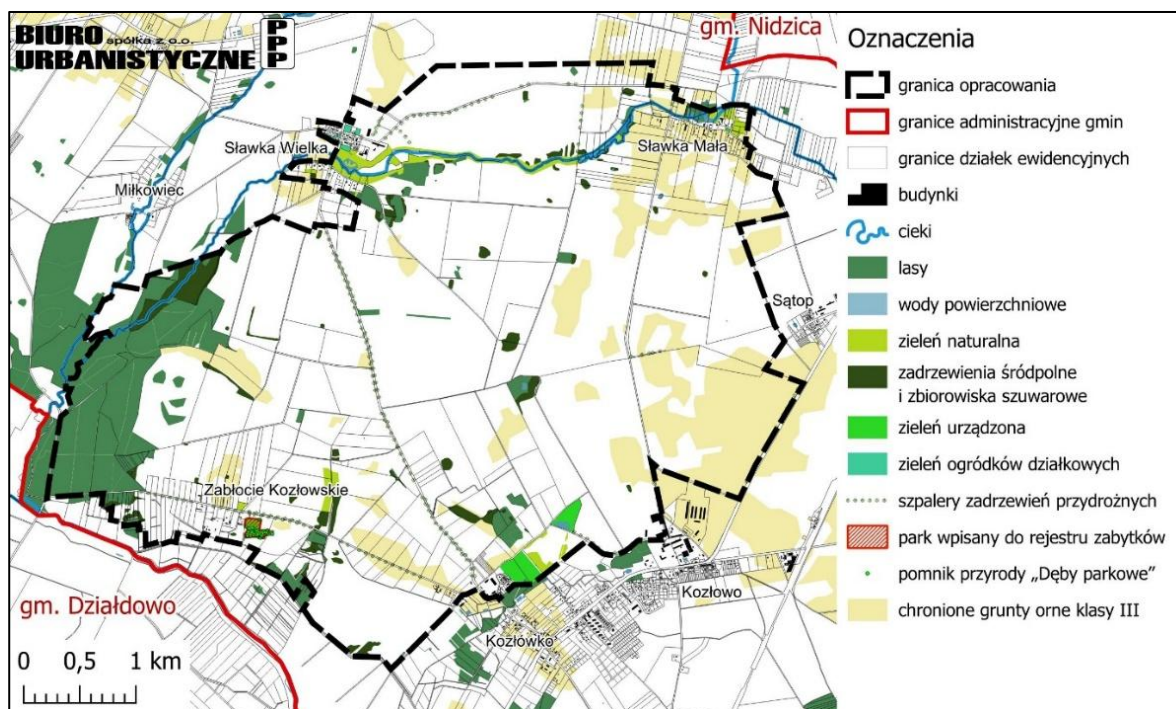 BIURO spółka z o.o.
URBANISTYCZNE
PPP
gm. Nidzica
Sławka Wielka
Sławka Mała
Miłkowiec
Sątop
Zabłocie Kozłowskie
gm. Działdowo
Kozłowo
Kozłówko
0 0,5 1 km
Oznaczenia
granica opracowania
granice administracyjne gmin
granice działek ewidencyjnych
budynki
cieki
lasy
wody powierzchniowe
zieleń naturalna
zadrzewienia śródpolne
i zbiorowiska szuwarowe
zieleń urządzona
zieleń ogródków działkowych
szpalery zadrzewień przydrożnych
park wpisany do rejestru zabytków
pomnik przyrody „Dęby parkowe”
chronione grunty orne klasy III